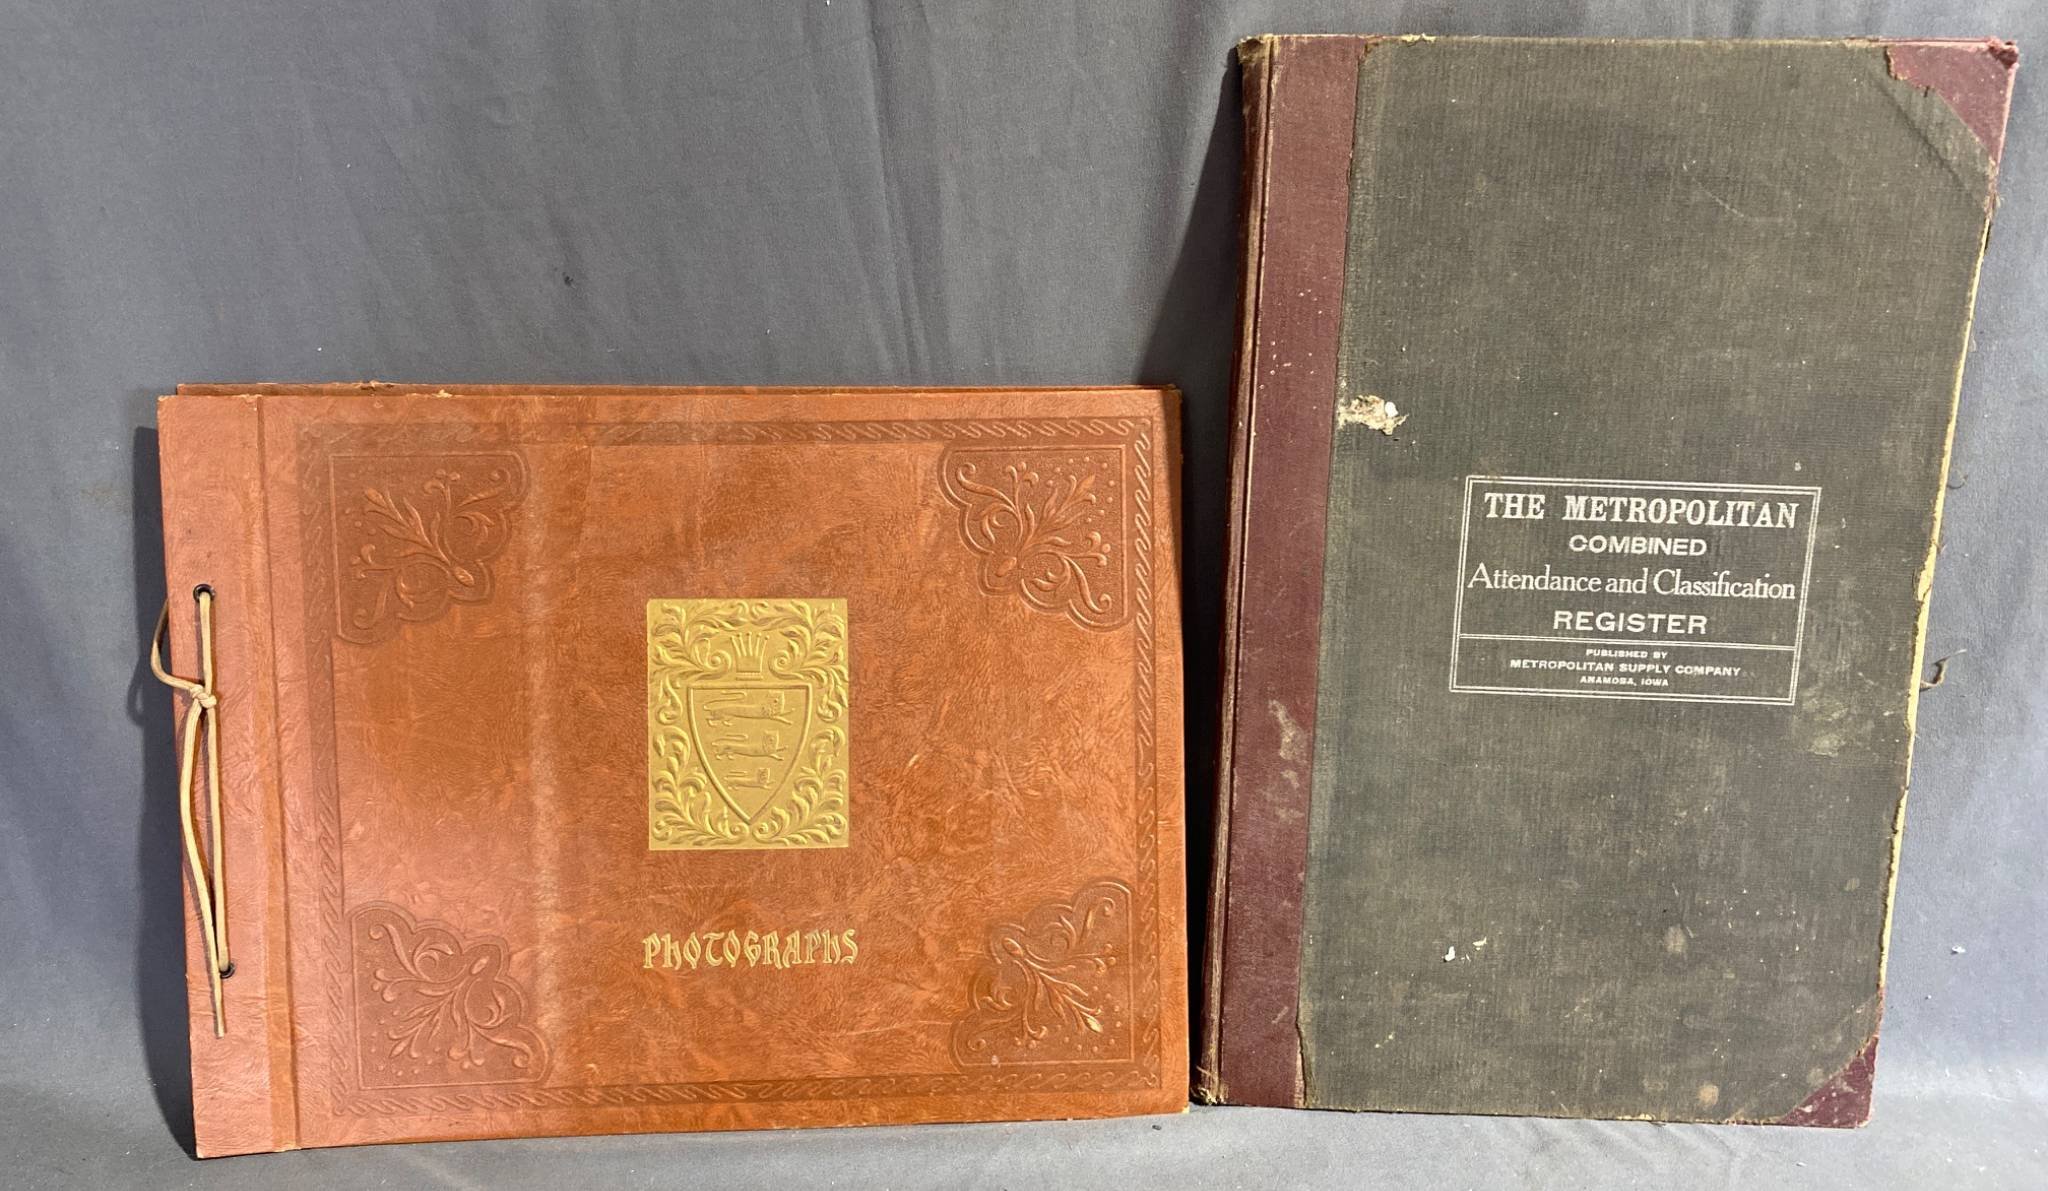 PHOTOGRAPHS
THE METROPOLITAN
COMBINED
Attendance and Classification
REGISTER
PUBLISHED BY
METROPOLITAN SUPPLY COMPANY
ANAMOSA, IOWA